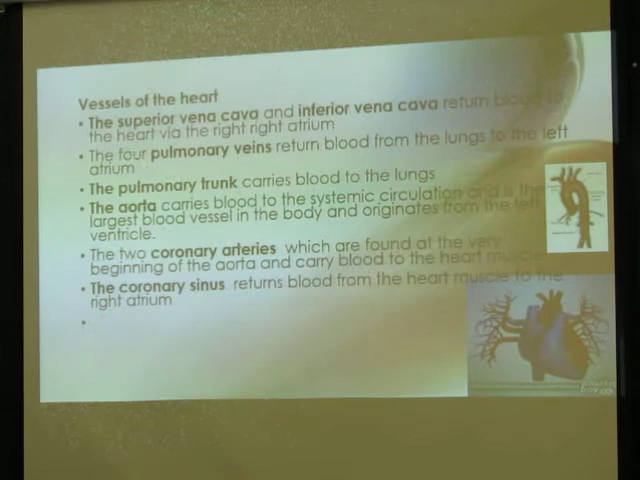 Vessels of the heart
• The superior vena cava and inferior vena cava return blood to
the heart via the right right atrium
• The four pulmonary veins return blood from the lungs to the left
atrium
• The pulmonary trunk carries blood to the lungs
• The aorta carries blood to the systemic circulation and is the
largest blood vessel in the body and originates from the left
ventricle.
• The two coronary arteries which are found at the very
beginning of the aorta and carry blood to the heart muscle
• The coronary sinus returns blood from the heart muscle to the
right atrium
•